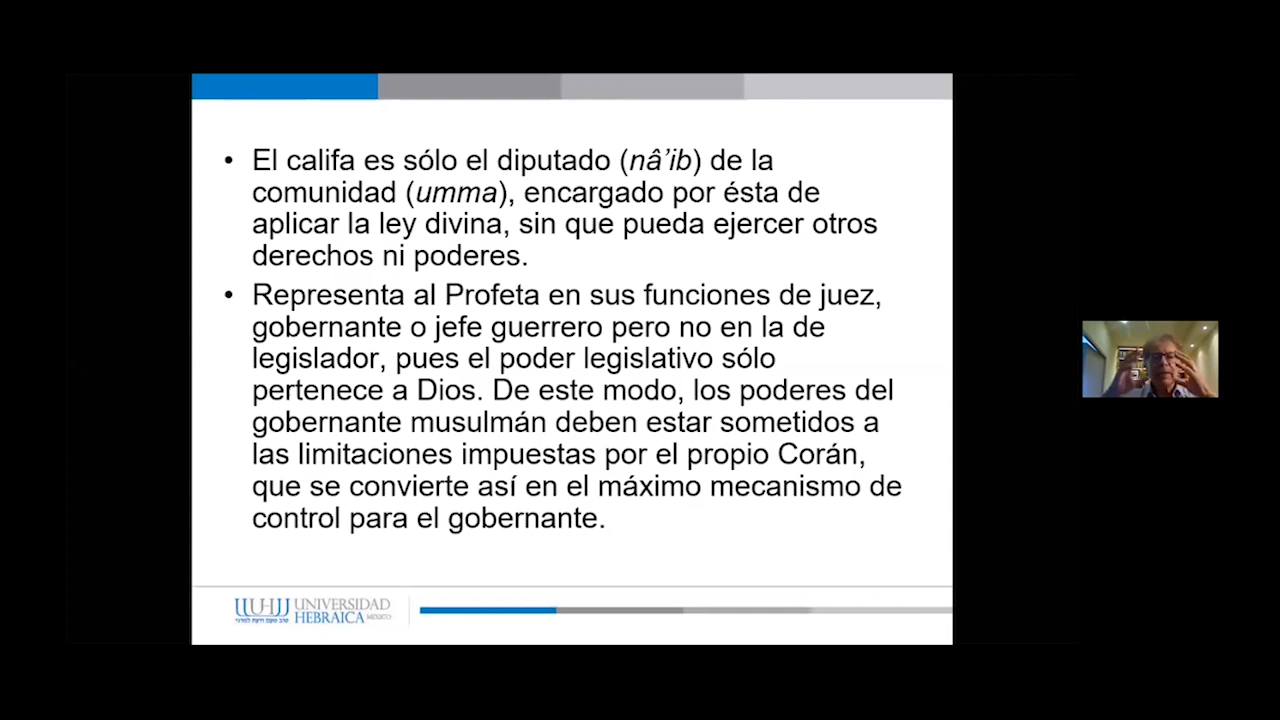 • El califa es sólo el diputado (nâ’ib) de la
comunidad (umma), encargado por ésta de
aplicar la ley divina, sin que pueda ejercer otros
derechos ni poderes.
• Representa al Profeta en sus funciones de juez,
gobernante o jefe guerrero pero no en la de
legislador, pues el poder legislativo sólo
pertenece a Dios. De este modo, los poderes del
gobernante musulmán deben estar sometidos a
las limitaciones impuestas por el propio Corán,
que se convierte así en el máximo mecanismo de
control para el gobernante.
UNIVERSIDAD
HEBRAICA MÉXICO